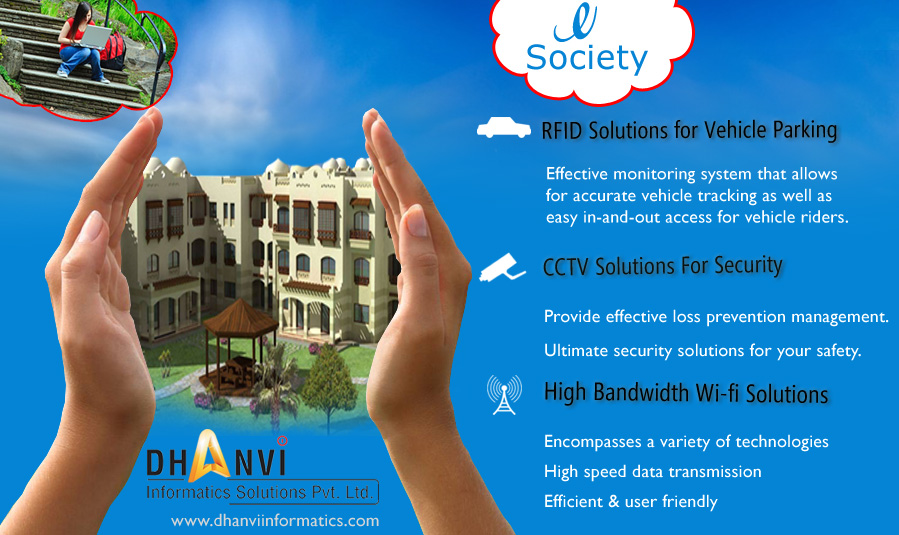 e
Society
RFID Solutions for Vehicle Parking
Effective monitoring system that allows
for accurate vehicle tracking as well as
easy in-and-out access for vehicle riders.
CCTV Solutions For Security
Provide effective loss prevention management.
Ultimate security solutions for your safety.
High Bandwidth Wi-fi Solutions
Encompasses a variety of technologies
High speed data transmission
Efficient & user friendly
DHANVI®
Informatics Solutions Pvt. Ltd.
www.dhanviinformatics.com